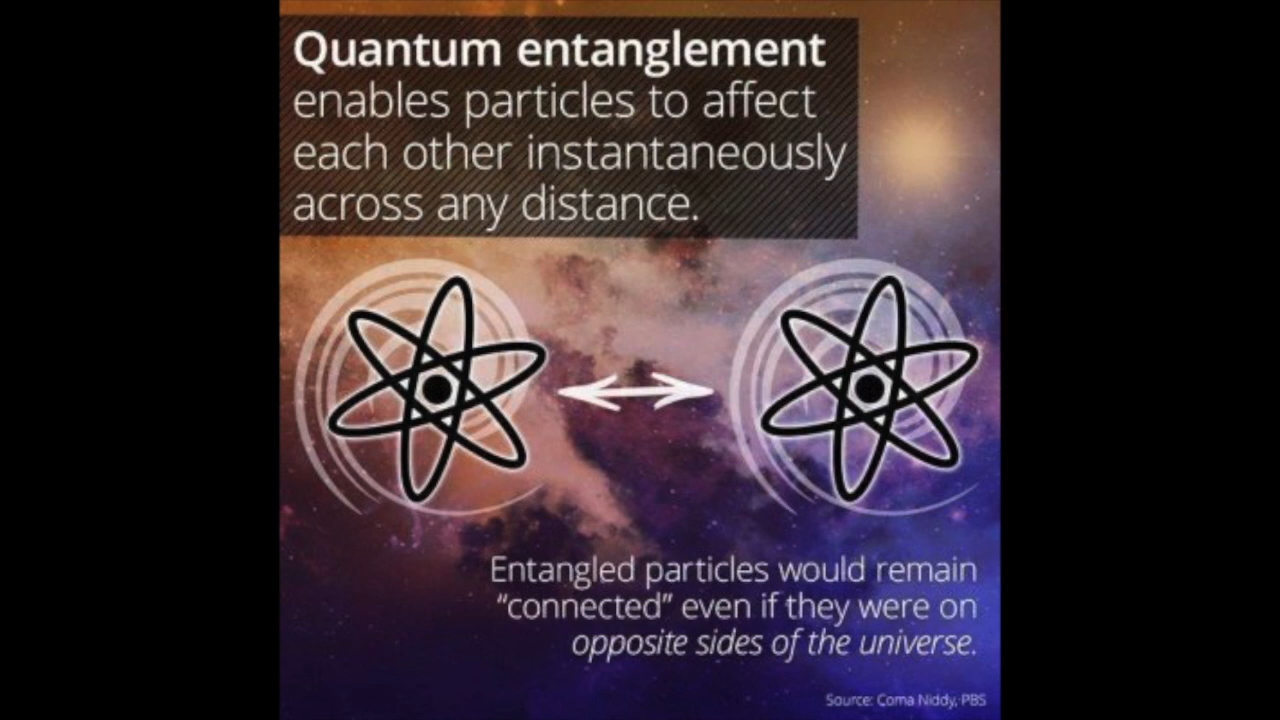 Quantum entanglement
enables particles to affect
each other instantaneously
across any distance.
Entangled particles would remain
“connected” even if they were on
opposite sides of the universe.
Source: Coma Niddy, PBS